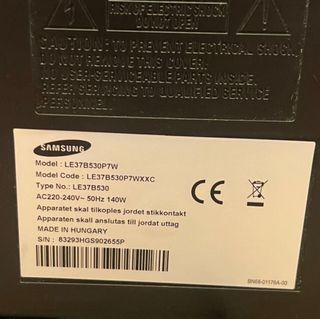 RISK OF ELECTRIC SHOCK
DO NOT OPEN
CAUTION: TO PREVENT ELECTRICAL SHOCK,
DO NOT REMOVE THIS COVER.
NO USER-SERVICEABLE PARTS INSIDE.
REFER SERVICING TO QUALIFIED SERVICE
PERSONNEL.
SAMSUNG
Model : LE37B530P7W
Model Code : LE37B530P7WXXC
Type No. : LE37B530
AC220-240V~ 50Hz 140W
Apparatet skal tilkoples jordet stikkontakt
Apparaten skall anslutas till jordat uttag
MADE IN HUNGARY
S/N : 83293HGS902655P
CE
BN68-01178A-00